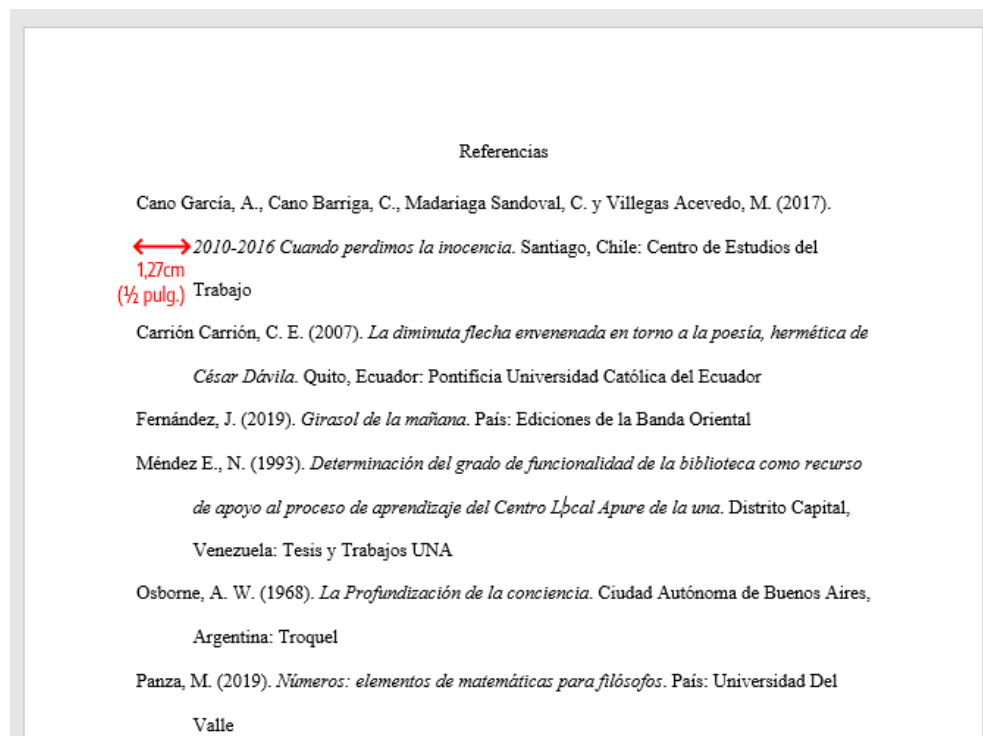 Referencias
Cano García, A., Cano Barriga, C., Madariaga Sandoval, C. y Villegas Acevedo, M. (2017).
2010-2016 Cuando perdimos la inocencia. Santiago, Chile: Centro de Estudios del
1,27cm
(½ pulg.)
Trabajo
Carrión Carrión, C. E. (2007). La diminuta flecha envenenada en torno a la poesía, hermética de
César Dávila. Quito, Ecuador: Pontificia Universidad Católica del Ecuador
Fernández, J. (2019). Girasol de la mañana. País: Ediciones de la Banda Oriental
Méndez E., N. (1993). Determinación del grado de funcionalidad de la biblioteca como recurso
de apoyo al proceso de aprendizaje del Centro Local Apure de la una. Distrito Capital,
Venezuela: Tesis y Trabajos UNA
Osborne, A. W. (1968). La Profundización de la conciencia. Ciudad Autónoma de Buenos Aires,
Argentina: Troquel
Panza, M. (2019). Números: elementos de matemáticas para filósofos. País: Universidad Del
Valle